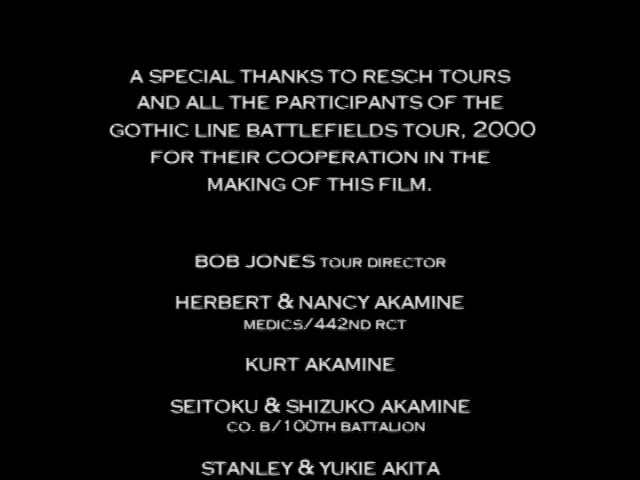 A SPECIAL THANKS TO RESCH TOURS
AND ALL THE PARTICIPANTS OF THE
GOTHIC LINE BATTLEFIELDS TOUR, 2000
FOR THEIR COOPERATION IN THE
MAKING OF THIS FILM.
BOB JONES TOUR DIRECTOR
HERBERT & NANCY AKAMINE
MEDICS/442ND RCT
KURT AKAMINE
SEITOKU & SHIZUKO AKAMINE
CO. B/100TH BATTALION
STANLEY & YUKIE AKITA